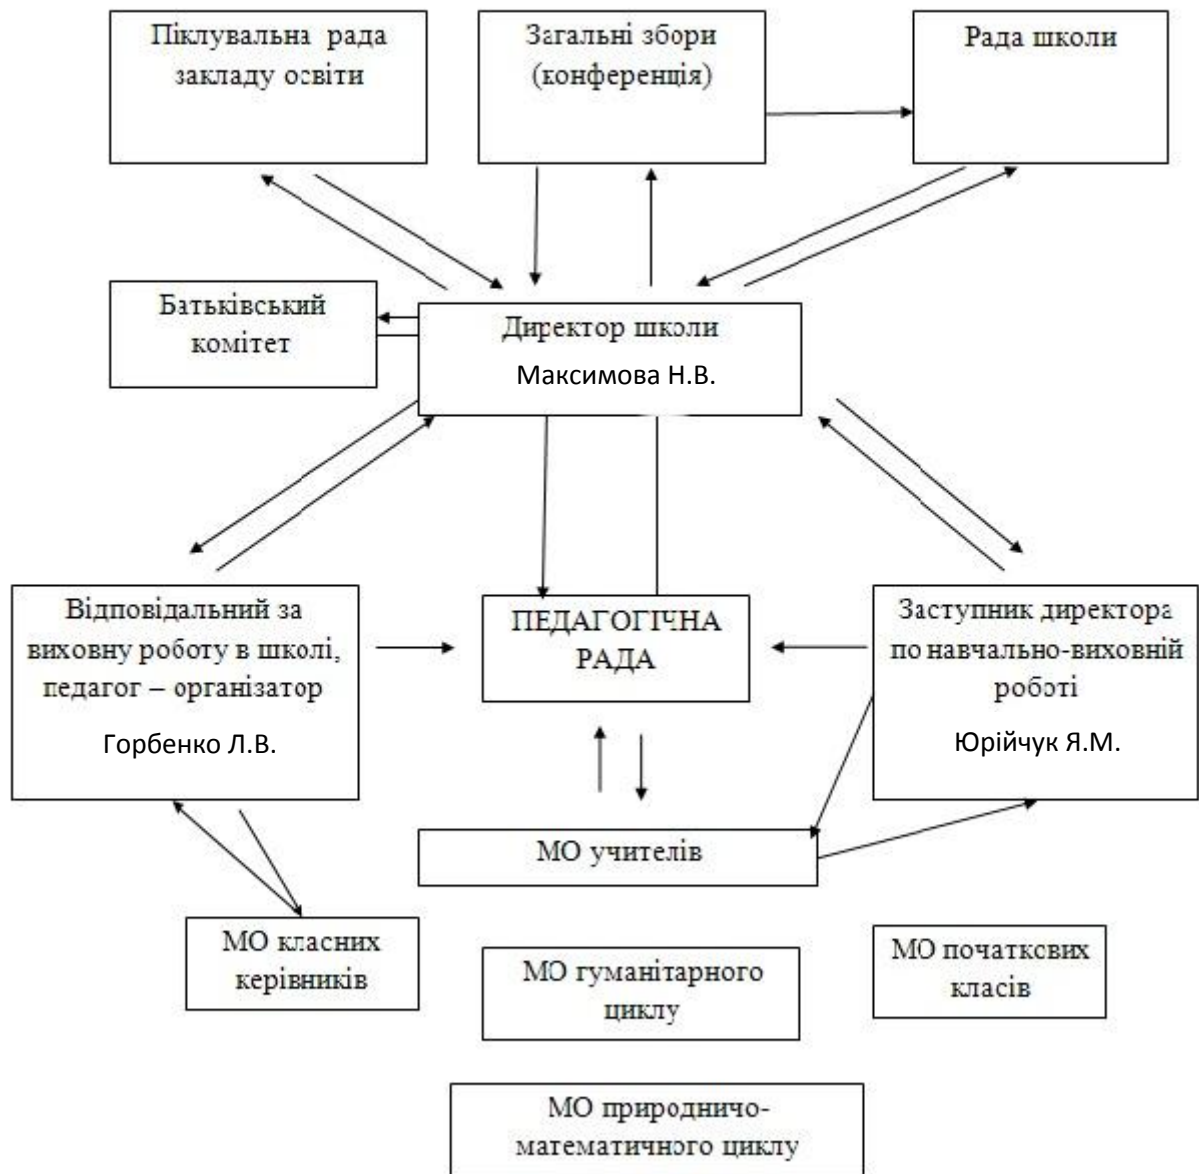 Піклувальна рада
закладу освіти
Загальні збори
(конференція)
Рада школи
Батьківський
комітет
Директор школи
Максимова Н.В.
Відповідальний за
виховну роботу в школі,
педагог – організатор
Горбенко Л.В.
ПЕДАГОГІЧНА
РАДА
Заступник директора
по навчально-виховній
роботі
Юрійчук Я.М.
МО учителів
МО класних
керівників
МО гуманітарного
циклу
МО початкових
класів
МО природничо-
математичного циклу